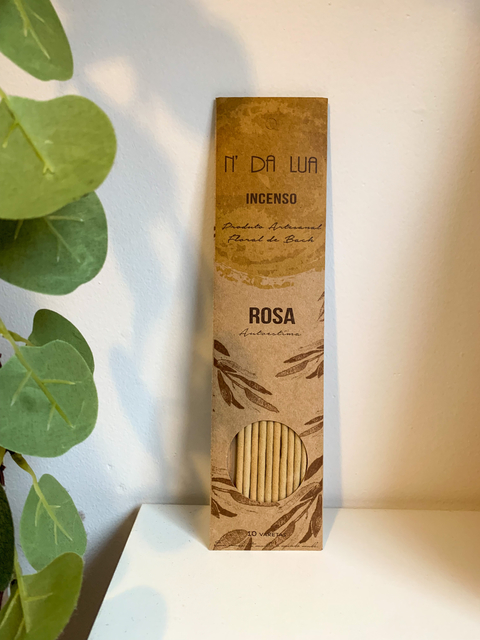 N' DA LUA
INCENSO
Produto Artesanal
Floral de Bach
ROSA
Autoestima
10 VARETAS